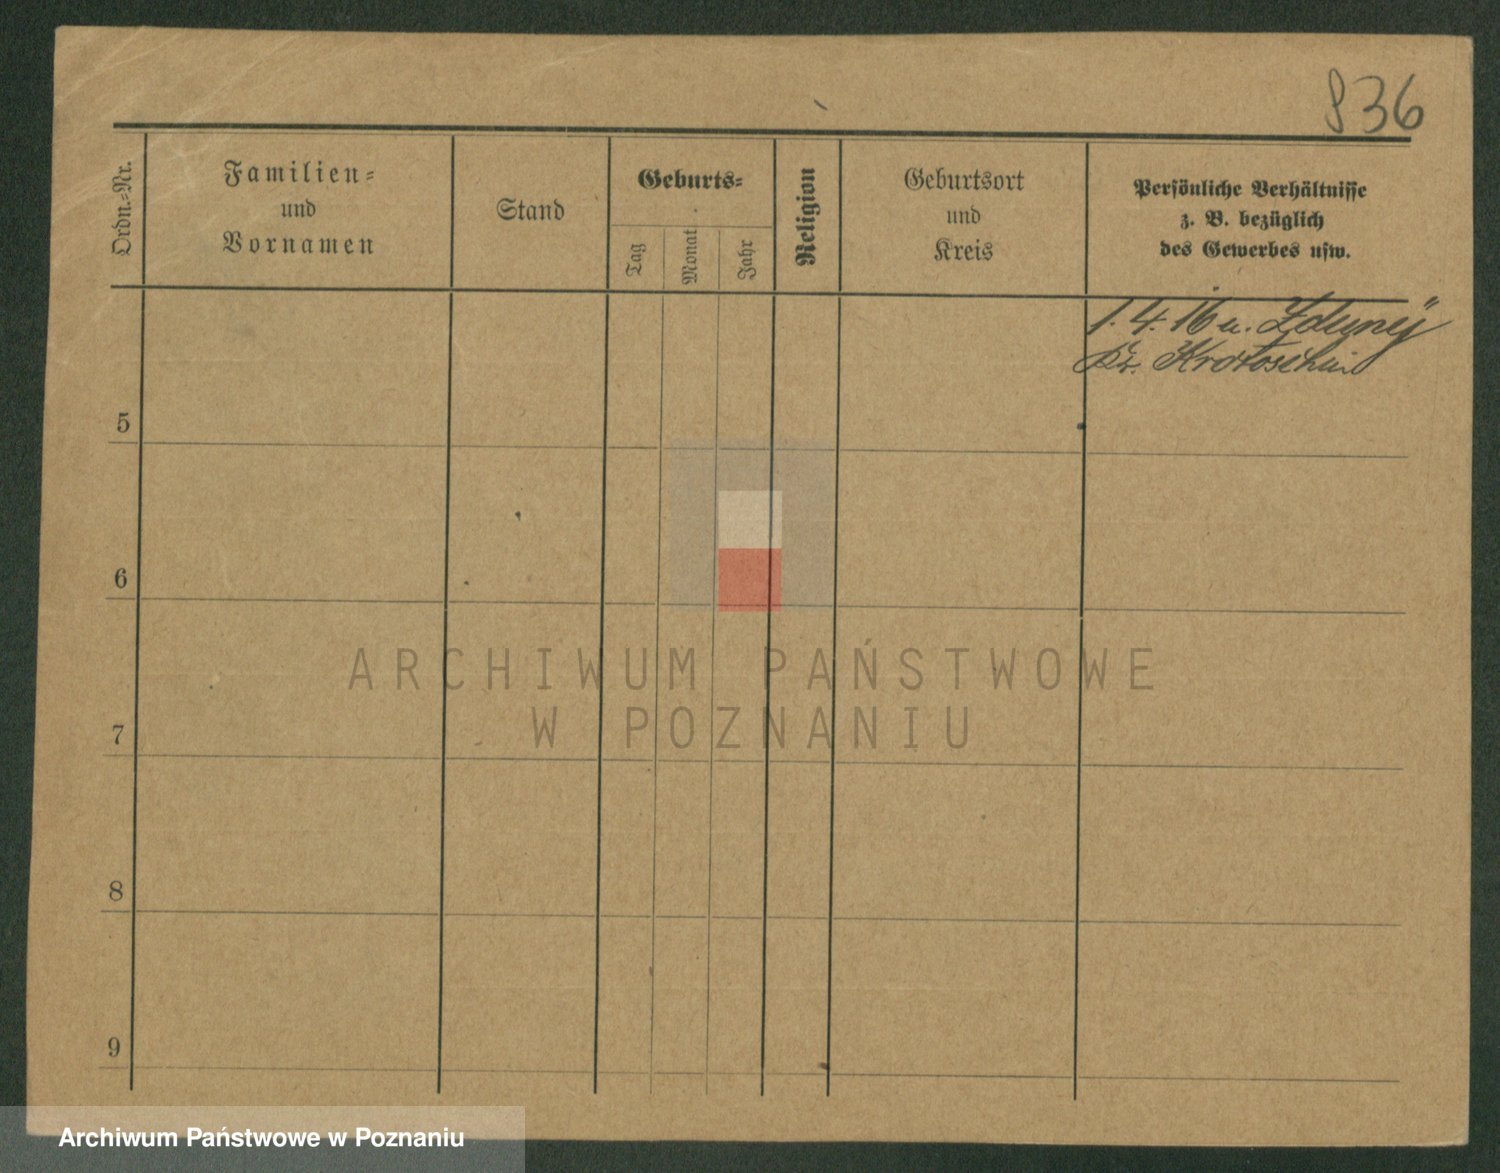 836
Ordn.-Nr.
Familien-
und
Vornamen
Stand
Geburts-
Tag
Monat
Jahr
Religion
Geburtsort
und
Kreis
Persönliche Verhältnisse
z. B. bezüglich
des Gewerbes usw.
1. 4. 16 n. Zduny
Kr. Krotoschin
5
6
7
8
9
ARCHIWUM PAŃSTWOWE
W POZNANIU
Archiwum Państwowe w Poznaniu